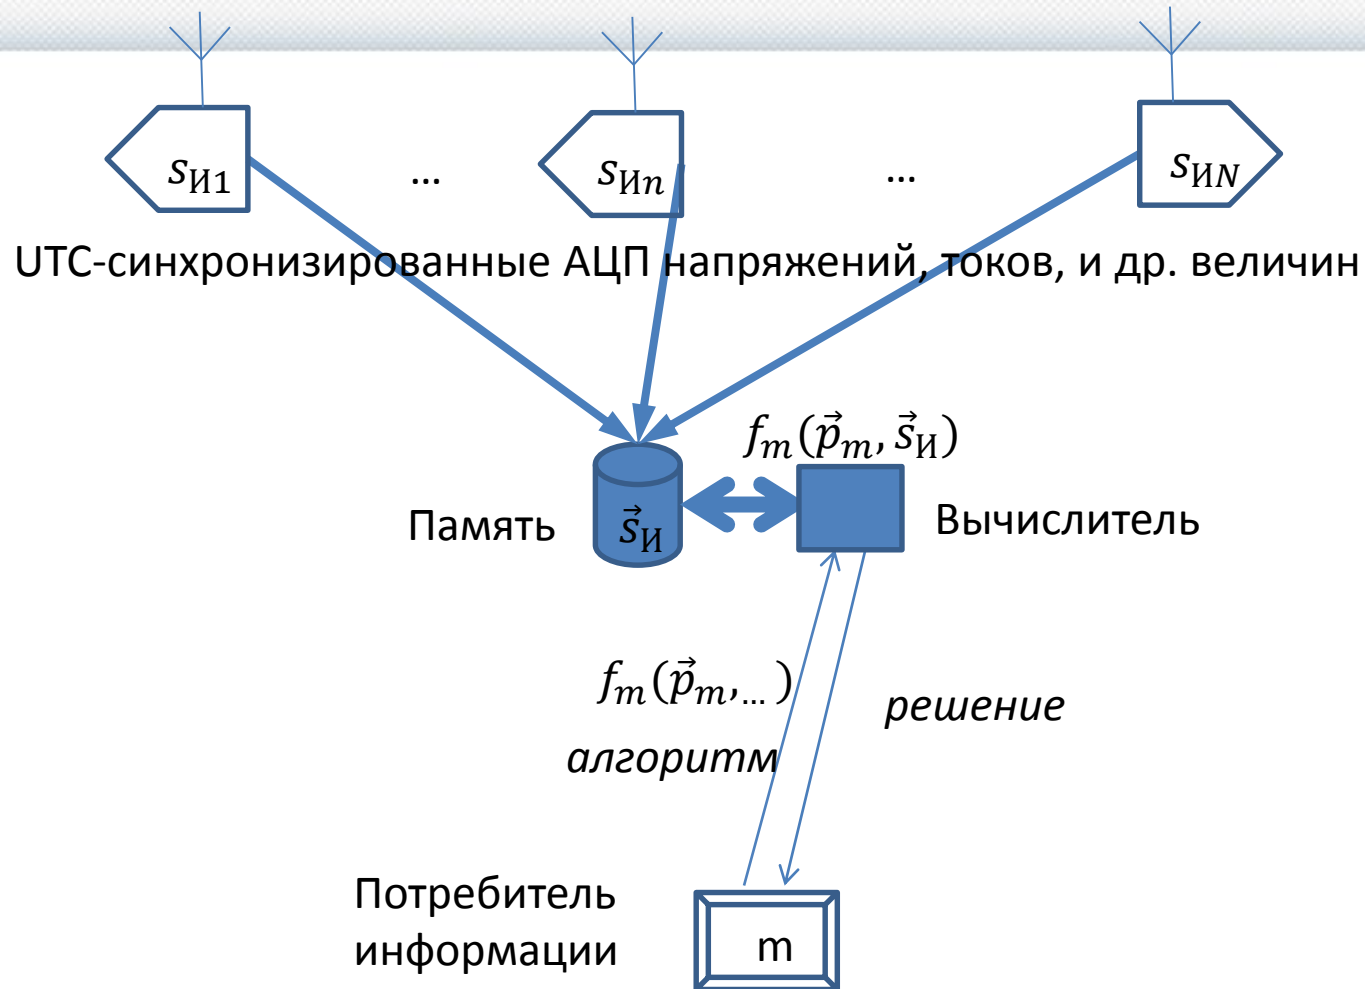 s_И1 ... s_Иn ... s_ИN
UTC-синхронизированные АЦП напряжений, токов, и др. величин
f_m(p⃗_m, s⃗_И)
Память s⃗_И Вычислитель
f_m(p⃗_m,... )
решение
алгоритм
Потребитель
информации
m